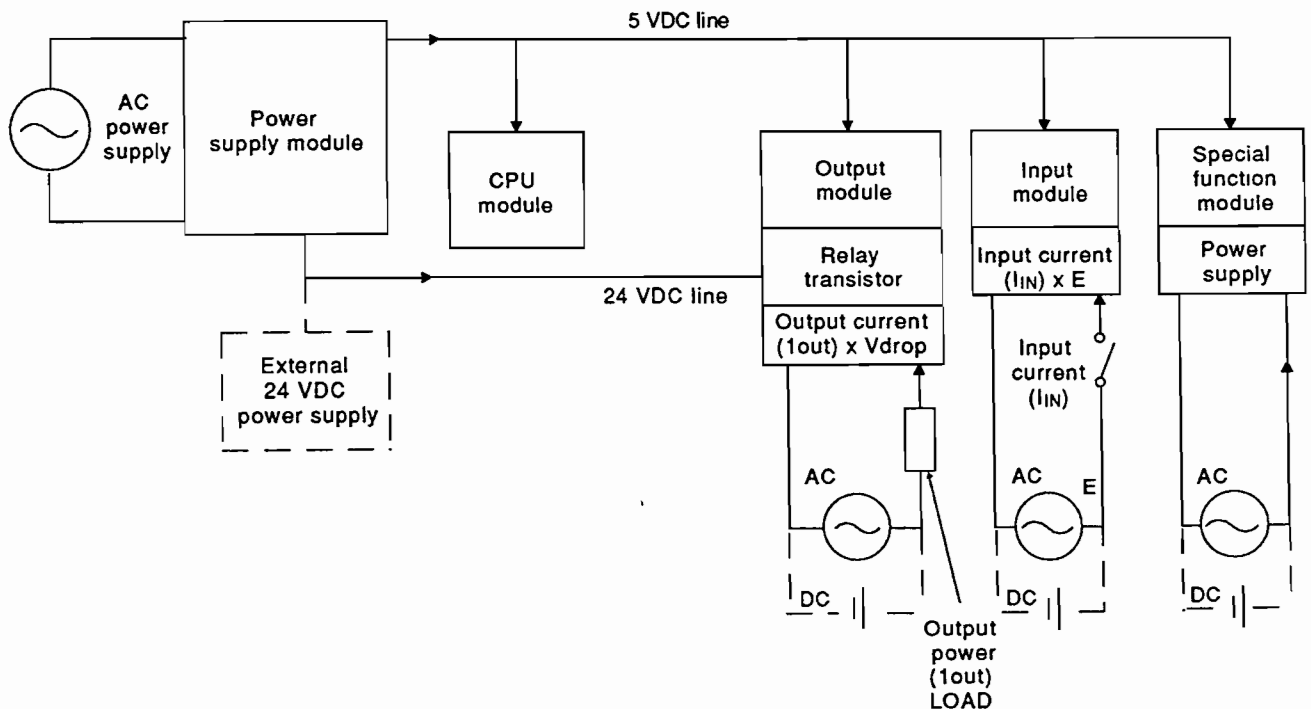 5 VDC line
AC
power
supply
Power
supply module
CPU
module
Output
module
Input
module
Special
function
module
Relay
transistor
Input current
(IIN) x E
Power
supply
24 VDC line
Output current
(1out) x Vdrop
External
24 VDC
power supply
Input
current
(IIN)
AC
AC
E
AC
DC
DC
DC
Output
power
(1out)
LOAD